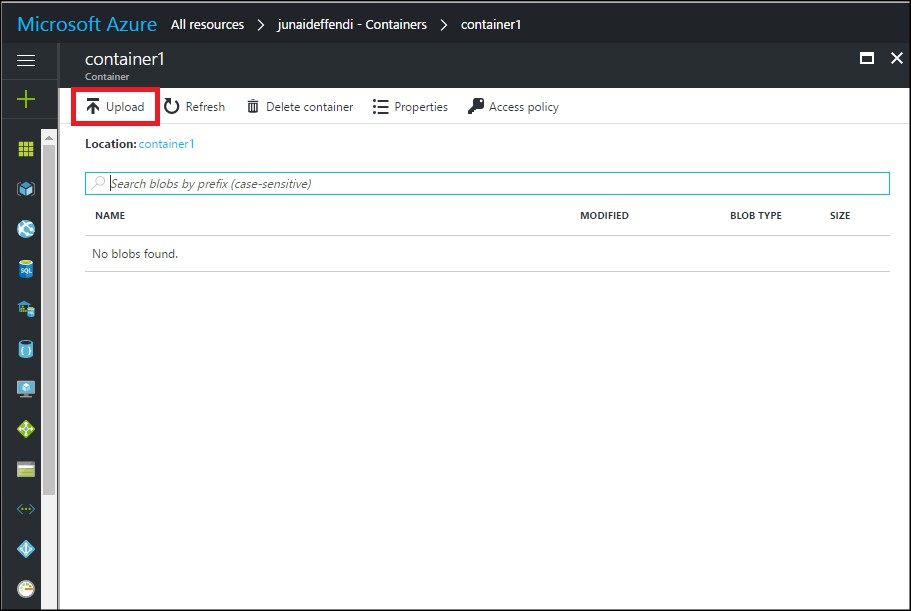 Microsoft Azure All resources > junaideffendi - Containers > container1
container1
Container
Upload Refresh Delete container Properties Access policy
Location: container1
Search blobs by prefix (case-sensitive)
NAME MODIFIED BLOB TYPE SIZE
No blobs found.
SQL